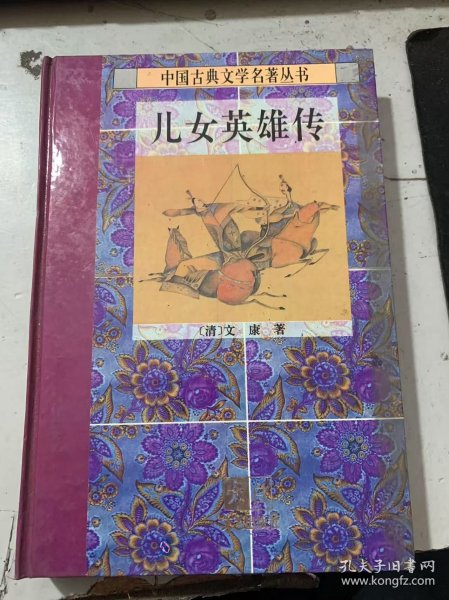 中国古典文学名著丛书
儿女英雄传
〔清〕文 康 著
孔夫子旧书网
www.kongfz.com